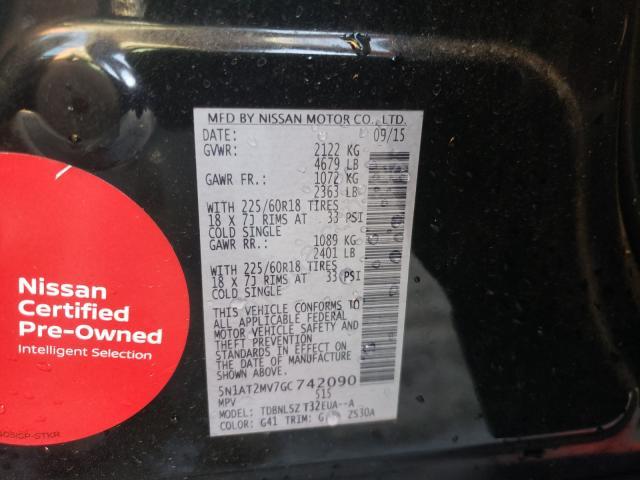 MFD BY NISSAN MOTOR CO., LTD.
DATE: 09/15
GVWR: 2122 KG
4679 LB
GAWR FR.: 1072 KG
2363 LB
WITH 225/60R18 TIRES
18 X 7J RIMS AT 33 PSI
COLD SINGLE
GAWR RR.: 1089 KG
2401 LB
WITH 225/60R18 TIRES
18 X 7J RIMS AT 33 PSI
COLD SINGLE
THIS VEHICLE CONFORMS TO
ALL APPLICABLE FEDERAL
MOTOR VEHICLE SAFETY AND
THEFT PREVENTION
STANDARDS IN EFFECT ON
THE DATE OF MANUFACTURE
SHOWN ABOVE.
5N1AT2MV7GC742090
MPV 515
MODEL: TDBNLSZ T32EUA--A
COLOR: G41 TRIM: G ZS30A
Nissan
Certified
Pre-Owned
Intelligent Selection